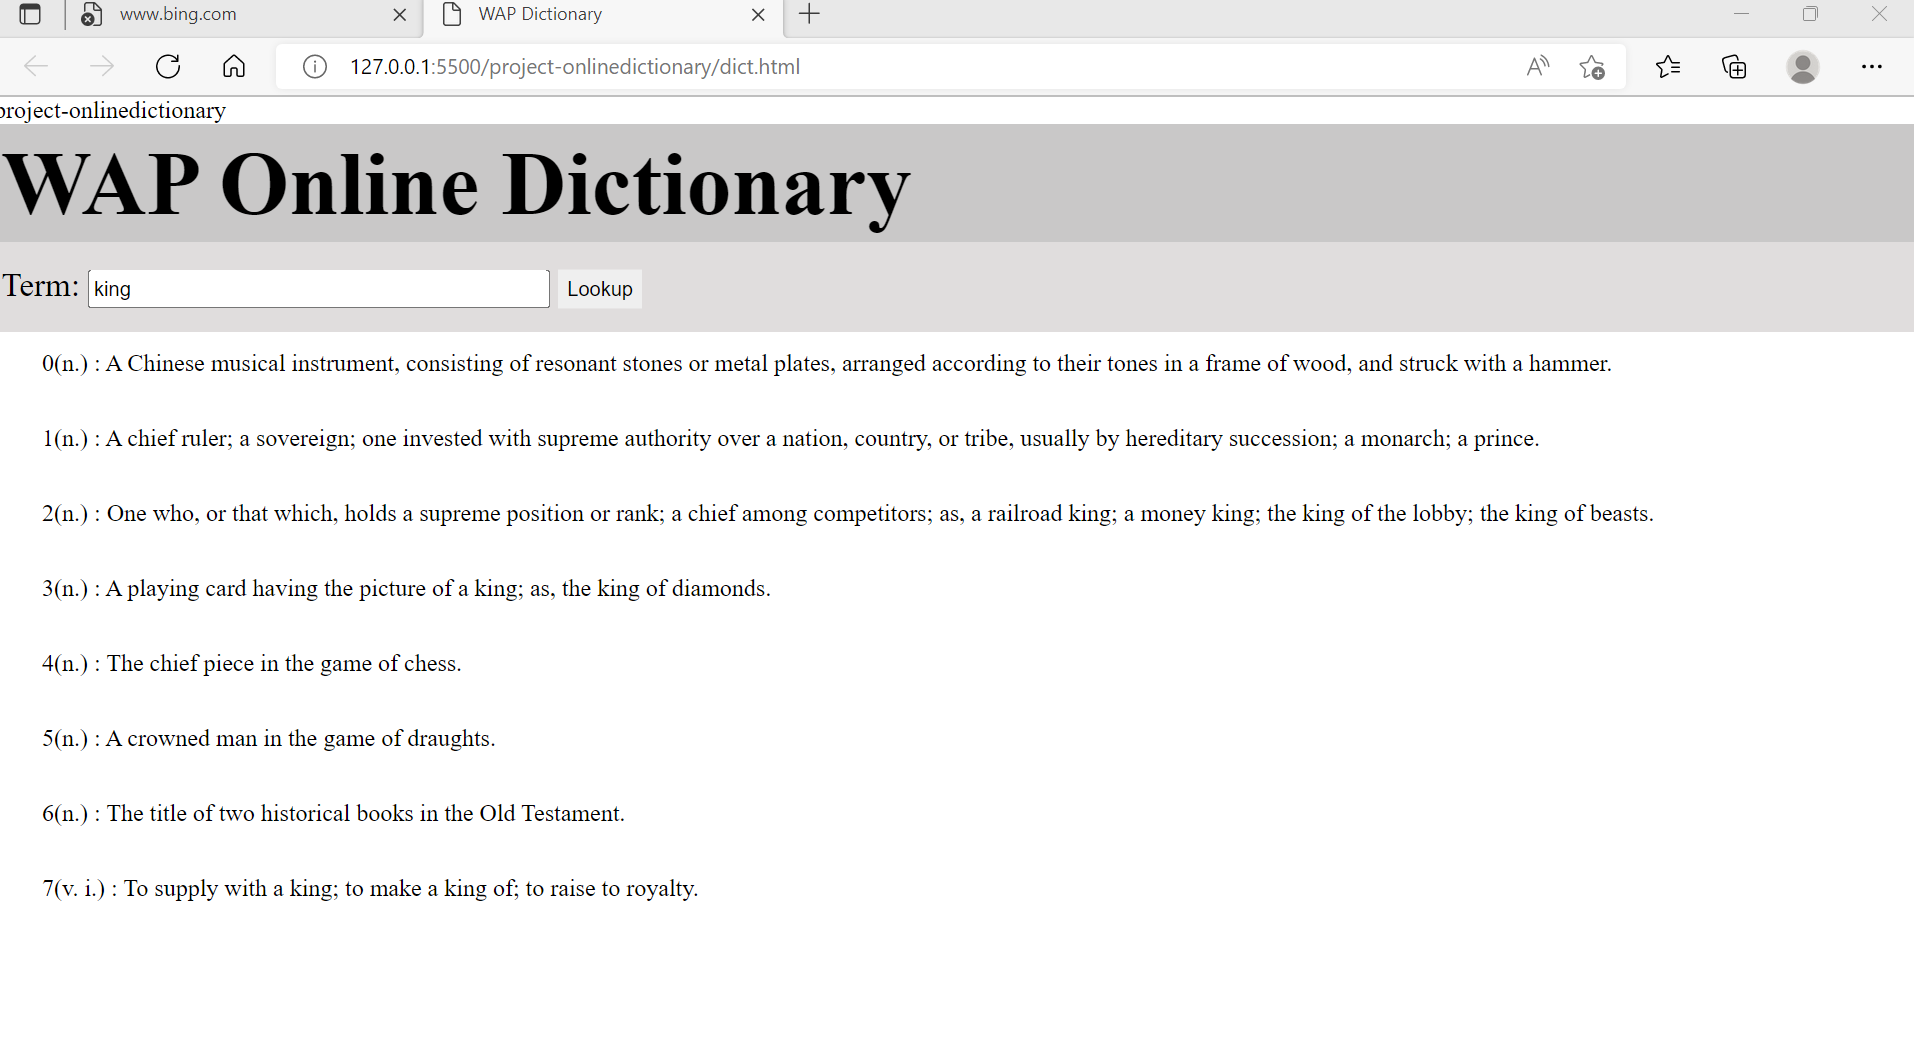 www.bing.com
WAP Dictionary
127.0.0.1:5500/project-onlinedictionary/dict.html
project-onlinedictionary
WAP Online Dictionary
Term: king Lookup
0(n.) : A Chinese musical instrument, consisting of resonant stones or metal plates, arranged according to their tones in a frame of wood, and struck with a hammer.
1(n.) : A chief ruler; a sovereign; one invested with supreme authority over a nation, country, or tribe, usually by hereditary succession; a monarch; a prince.
2(n.) : One who, or that which, holds a supreme position or rank; a chief among competitors; as, a railroad king; a money king; the king of the lobby; the king of beasts.
3(n.) : A playing card having the picture of a king; as, the king of diamonds.
4(n.) : The chief piece in the game of chess.
5(n.) : A crowned man in the game of draughts.
6(n.) : The title of two historical books in the Old Testament.
7(v. i.) : To supply with a king; to make a king of; to raise to royalty.